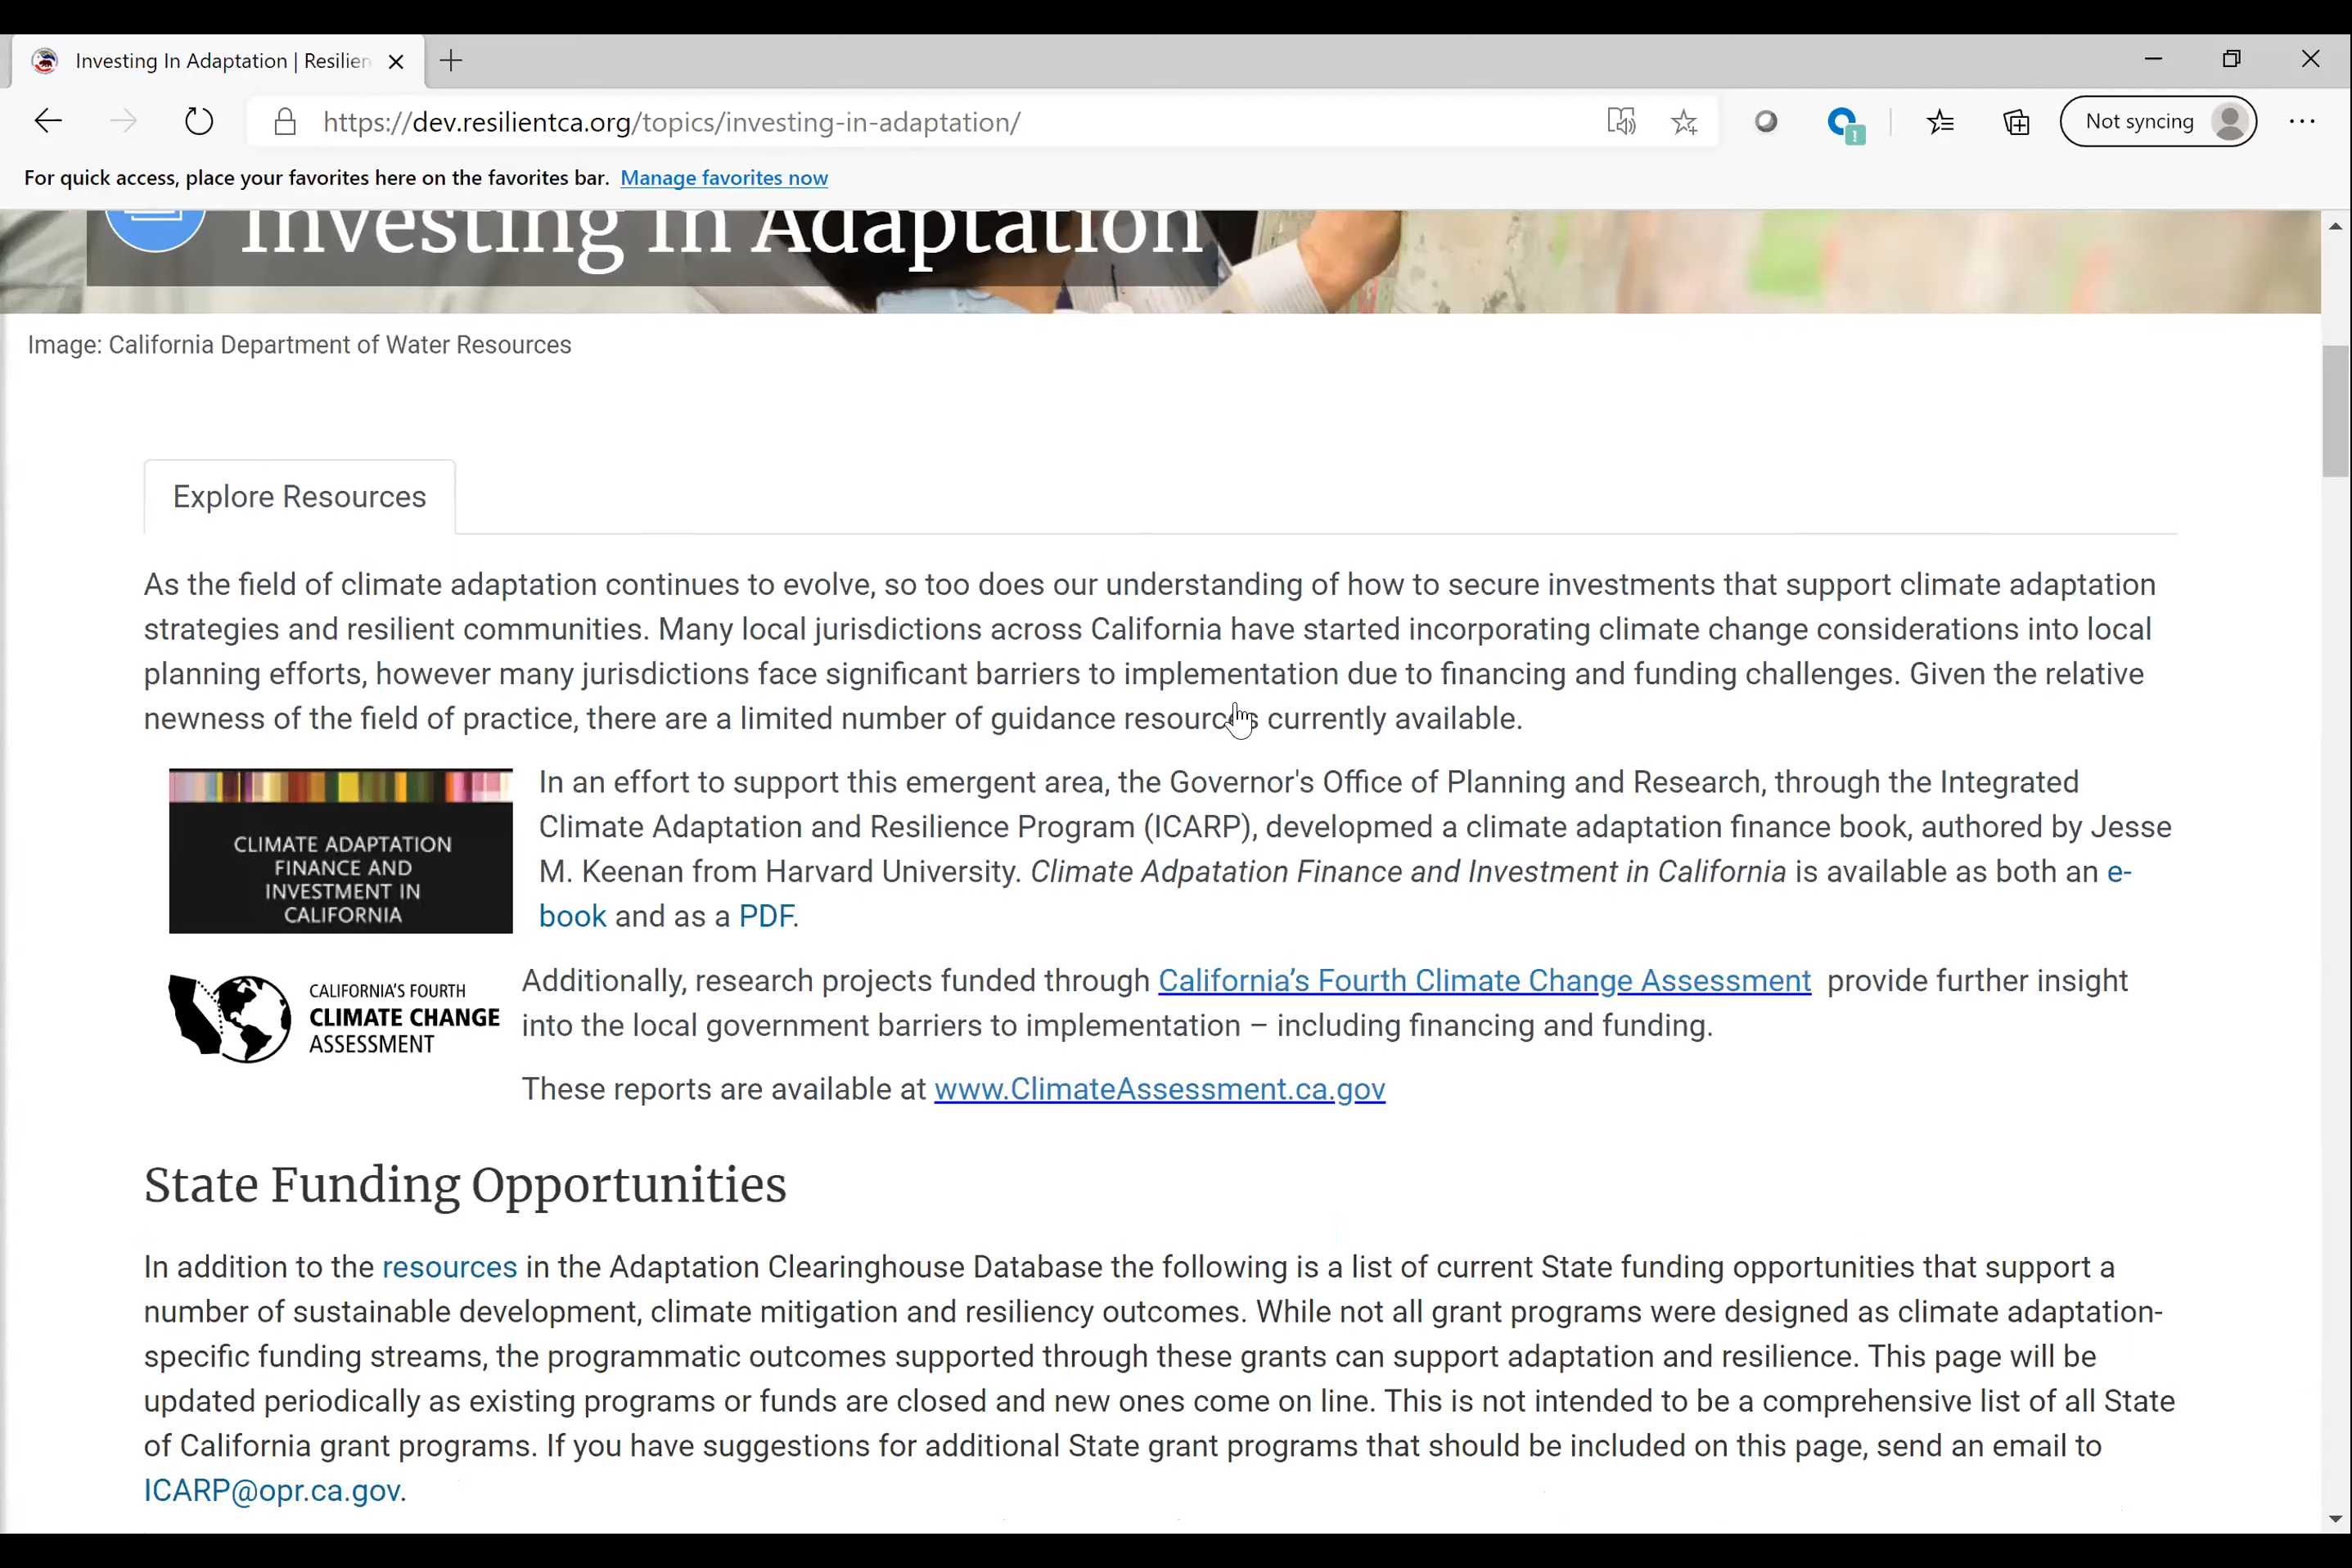 Investing In Adaptation | Resilien
https://dev.resilientca.org/topics/investing-in-adaptation/
Not syncing
For quick access, place your favorites here on the favorites bar. Manage favorites now
Investing In Adaptation
Image: California Department of Water Resources
Explore Resources
As the field of climate adaptation continues to evolve, so too does our understanding of how to secure investments that support climate adaptation
strategies and resilient communities. Many local jurisdictions across California have started incorporating climate change considerations into local
planning efforts, however many jurisdictions face significant barriers to implementation due to financing and funding challenges. Given the relative
newness of the field of practice, there are a limited number of guidance resources currently available.
CLIMATE ADAPTATION
FINANCE AND
INVESTMENT IN
CALIFORNIA
In an effort to support this emergent area, the Governor's Office of Planning and Research, through the Integrated
Climate Adaptation and Resilience Program (ICARP), developmed a climate adaptation finance book, authored by Jesse
M. Keenan from Harvard University. Climate Adpatation Finance and Investment in California is available as both an e-
book and as a PDF.
CALIFORNIA'S FOURTH
CLIMATE CHANGE
ASSESSMENT
Additionally, research projects funded through California’s Fourth Climate Change Assessment provide further insight
into the local government barriers to implementation – including financing and funding.
These reports are available at www.ClimateAssessment.ca.gov
State Funding Opportunities
In addition to the resources in the Adaptation Clearinghouse Database the following is a list of current State funding opportunities that support a
number of sustainable development, climate mitigation and resiliency outcomes. While not all grant programs were designed as climate adaptation-
specific funding streams, the programmatic outcomes supported through these grants can support adaptation and resilience. This page will be
updated periodically as existing programs or funds are closed and new ones come on line. This is not intended to be a comprehensive list of all State
of California grant programs. If you have suggestions for additional State grant programs that should be included on this page, send an email to
ICARP@opr.ca.gov.